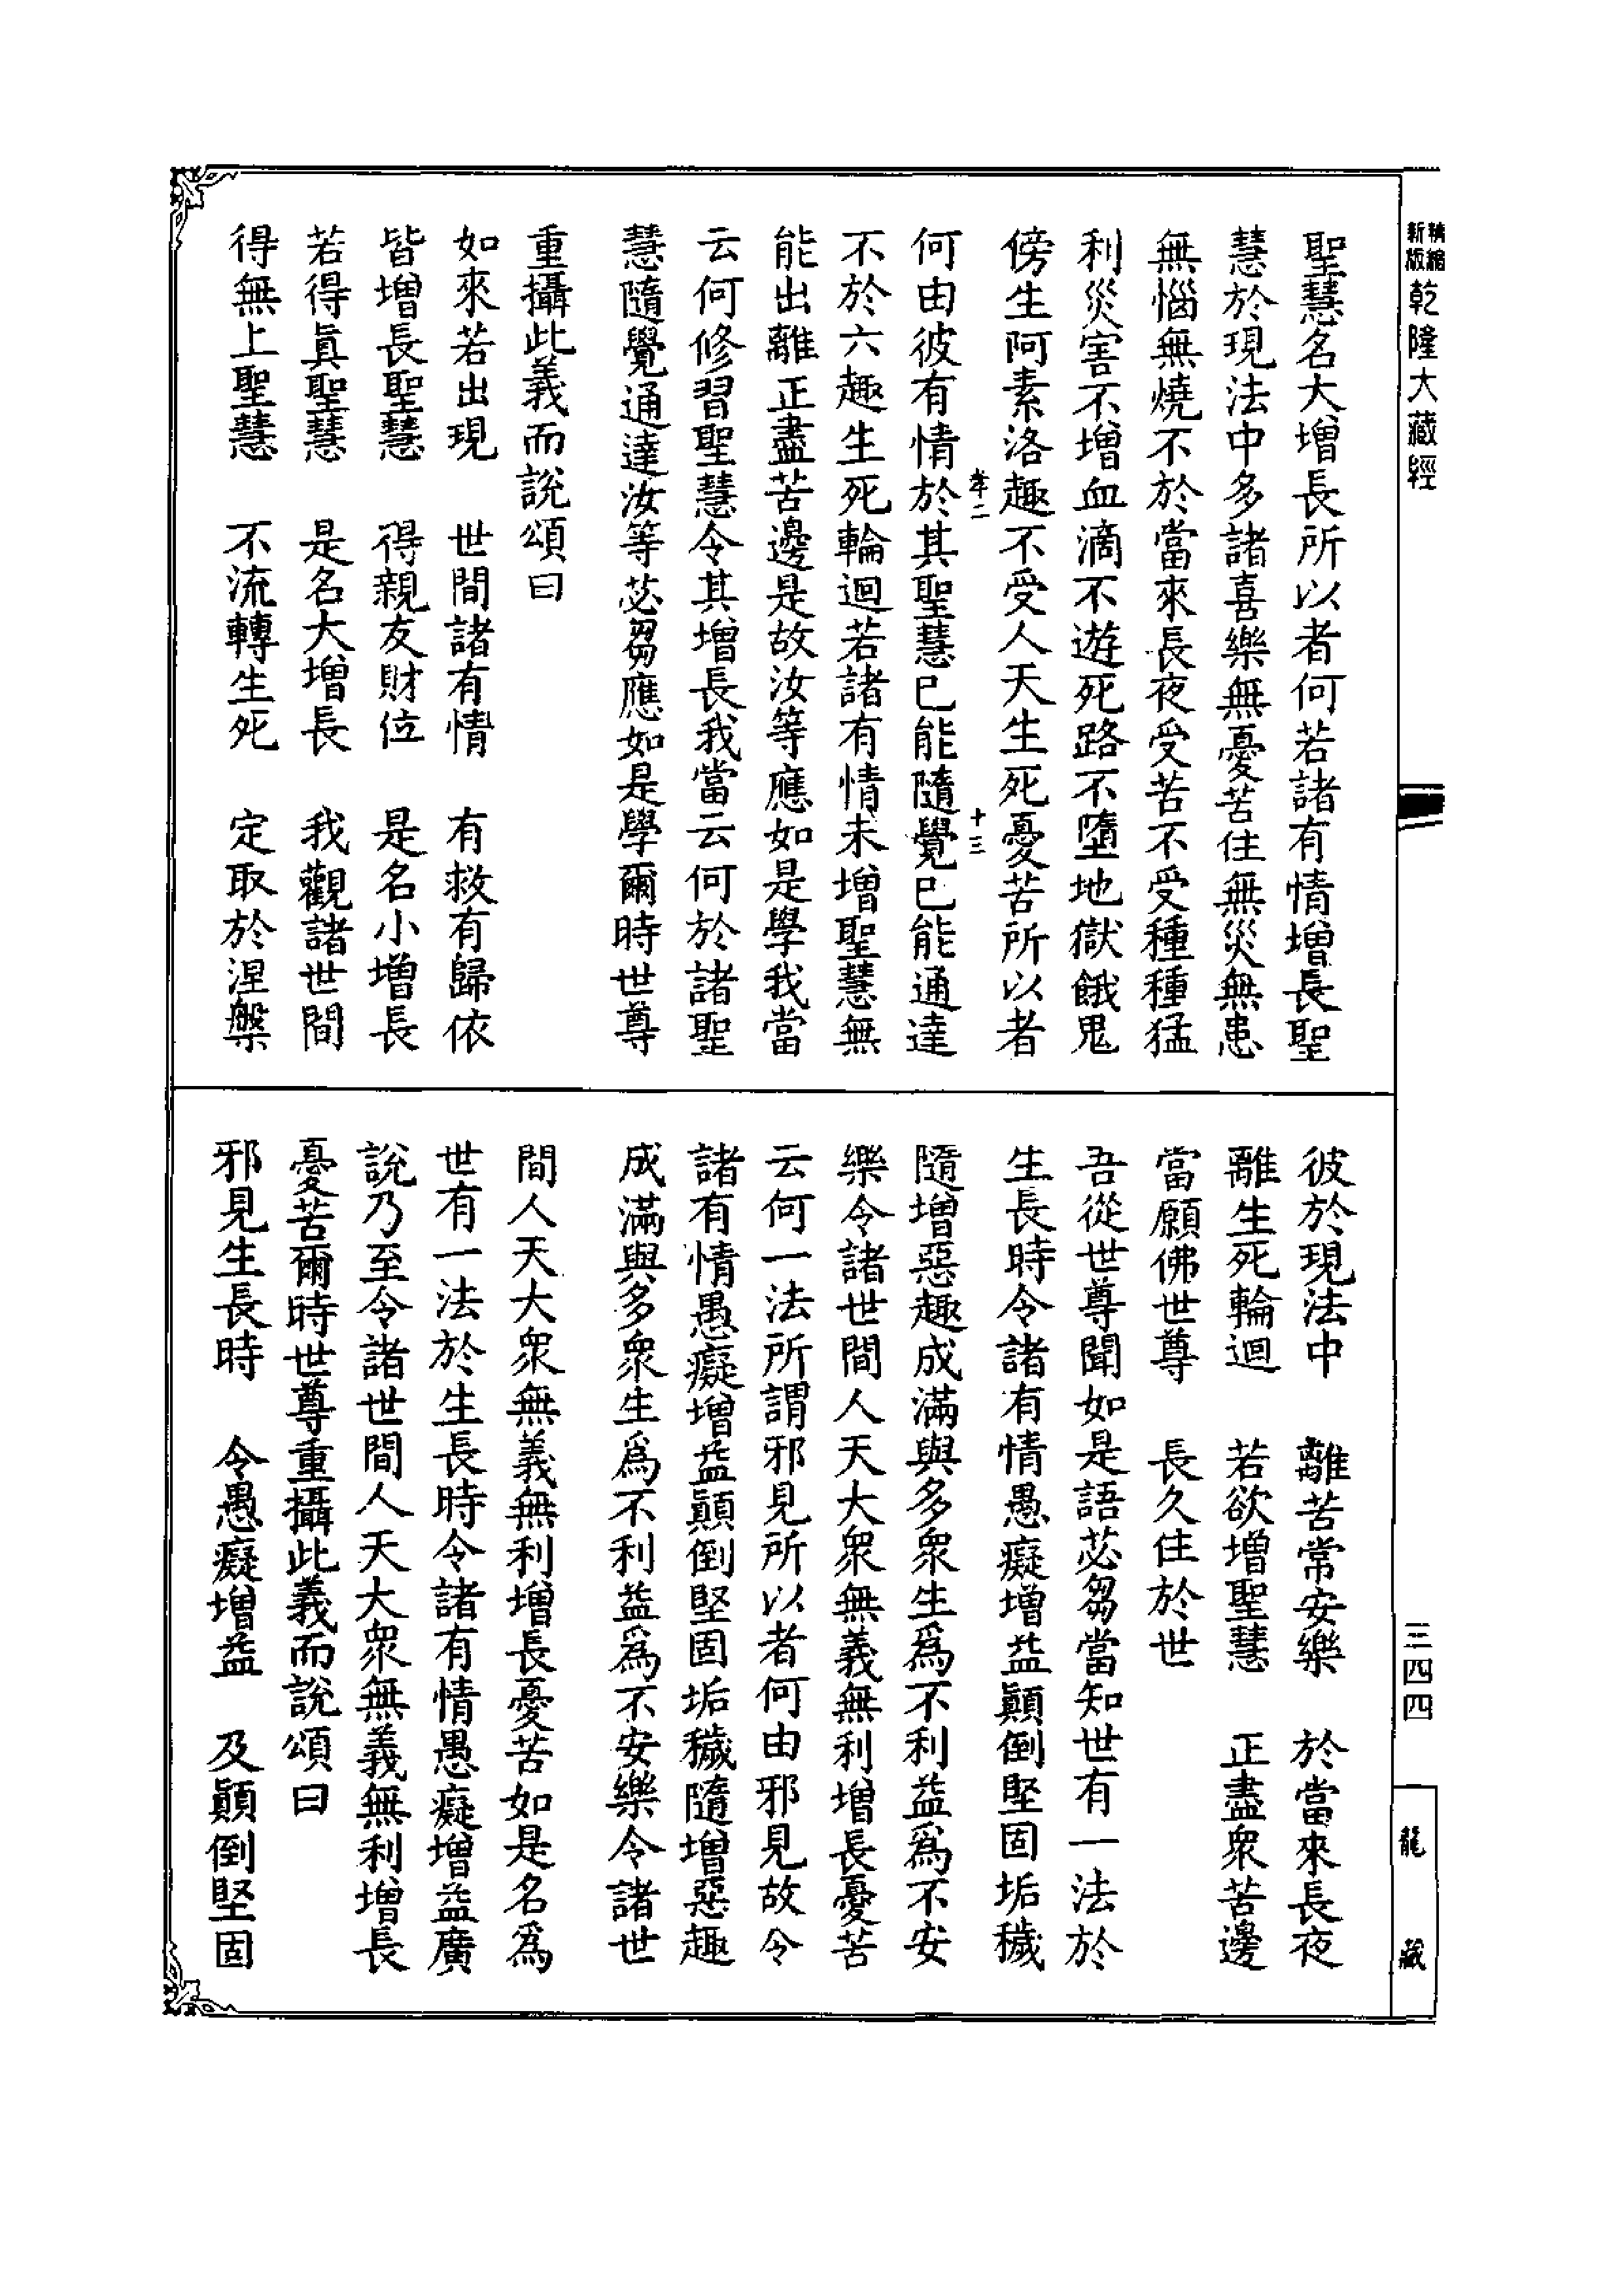 精縮新版乾隆大藏經
聖慧名大增長所以者何若諸有情增長聖
慧於現法中多諸喜樂無憂苦住無災無患
無惱無燒不於當來長夜受苦不受種種猛
利災害不增血滴不遊死路不墮地獄餓鬼
傍生阿素洛趣不受人天生死憂苦所以者
十三
何由彼有情於其聖慧已能隨覺已能通達
不於六趣生死輪迴若諸有情未增聖慧無
能出離正盡苦邊是故汝等應如是學我當
云何修習聖慧令其增長我當云何於諸聖
慧隨覺通達汝等苾芻應如是學爾時世尊
重攝此義而說頌曰
如來若出現　世間諸有情　有救有歸依
皆增長聖慧　得親友財位　是名小增長
若得眞聖慧　是名大增長　我觀諸世間
得無上聖慧　不流轉生死　定取於涅槃
彼於現法中　離苦常安樂　於當來長夜
離生死輪迴　若欲增聖慧　正盡衆苦邊
當願佛世尊　長久住於世
吾從世尊聞如是語苾芻當知世有一法於
生長時令諸有情愚癡增益顚倒堅固垢穢
隨增惡趣成滿與多衆生爲不利益爲不安
樂令諸世間人天大衆無義無利增長憂苦
云何一法所謂邪見所以者何由邪見故令
諸有情愚癡增益顚倒堅固垢穢隨增惡趣
成滿與多衆生爲不利益爲不安樂令諸世
間人天大衆無義無利增長憂苦如是名爲
世有一法於生長時令諸有情愚癡增益廣
說乃至令諸世間人天大衆無義無利增長
憂苦爾時世尊重攝此義而說頌曰
邪見生長時　令愚癡增益　及顚倒堅固
三四四
龍藏